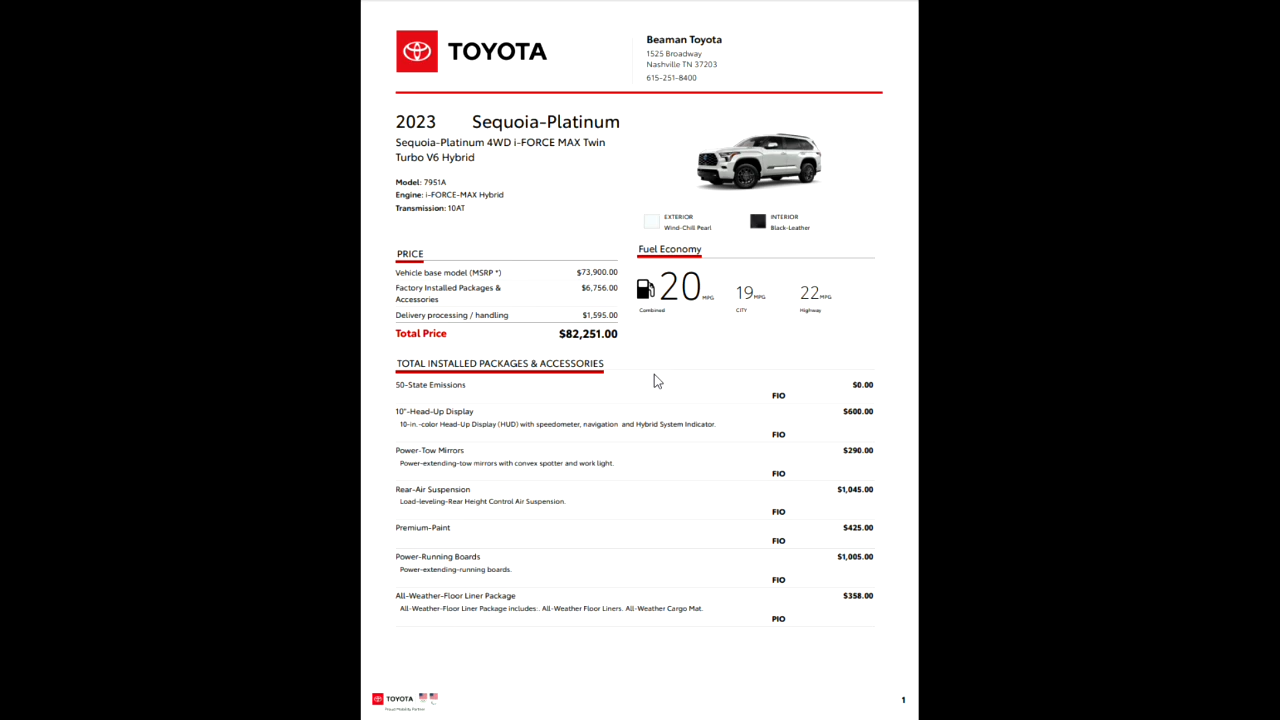 TOYOTA
Beaman Toyota
1525 Broadway
Nashville TN 37203
615-251-8400
2023 Sequoia-Platinum
Sequoia-Platinum 4WD i-FORCE MAX Twin
Turbo V6 Hybrid
Model: 7951A
Engine: i-FORCE-MAX Hybrid
Transmission: 10AT
EXTERIOR
Wind-Chill Pearl
INTERIOR
Black-Leather
PRICE
Vehicle base model (MSRP *) $73,900.00
Factory Installed Packages & $6,756.00
Accessories
Delivery processing / handling $1,595.00
Total Price $82,251.00
Fuel Economy
20 MPG 19 MPG 22 MPG
Combined CITY Highway
TOTAL INSTALLED PACKAGES & ACCESSORIES
50-State Emissions $0.00
FIO
10"-Head-Up Display $600.00
10-in.-color Head-Up Display (HUD) with speedometer, navigation and Hybrid System Indicator.
FIO
Power-Tow Mirrors $290.00
Power-extending-tow mirrors with convex spotter and work light.
FIO
Rear-Air Suspension $1,045.00
Load-leveling-Rear Height Control Air Suspension.
FIO
Premium-Paint $425.00
FIO
Power-Running Boards $1,005.00
Power-extending-running boards.
FIO
All-Weather-Floor Liner Package $358.00
All-Weather-Floor Liner Package includes:. All-Weather Floor Liners. All-Weather Cargo Mat.
PIO
TOYOTA
Proud Mobility Partner
1